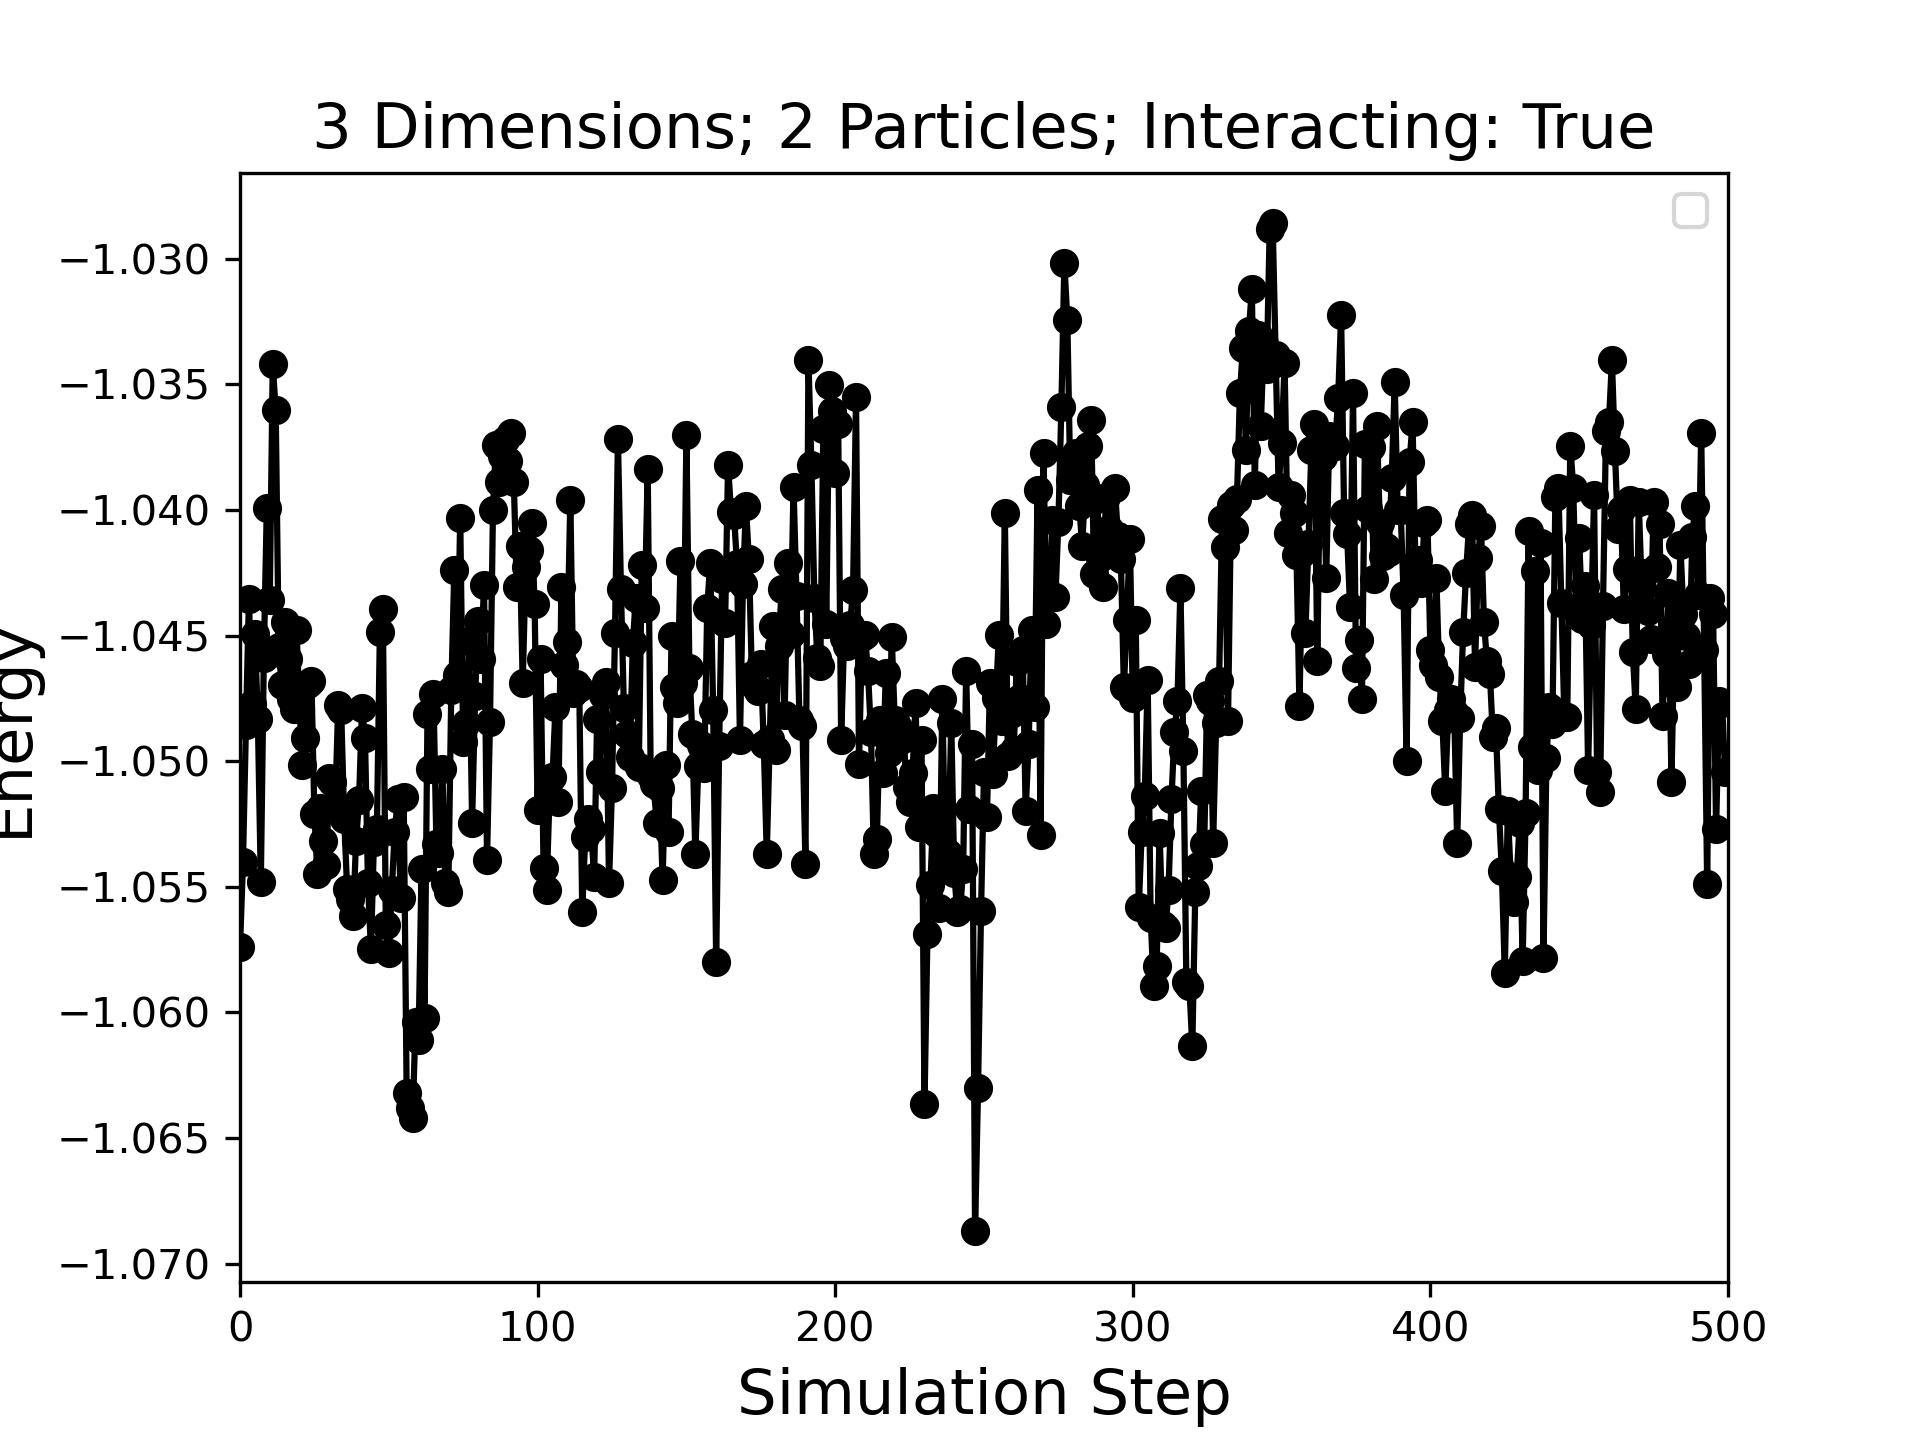 3 Dimensions; 2 Particles; Interacting: True
Energy
−1.030
−1.035
−1.040
−1.045
−1.050
−1.055
−1.060
−1.065
−1.070
0 100 200 300 400 500
Simulation Step